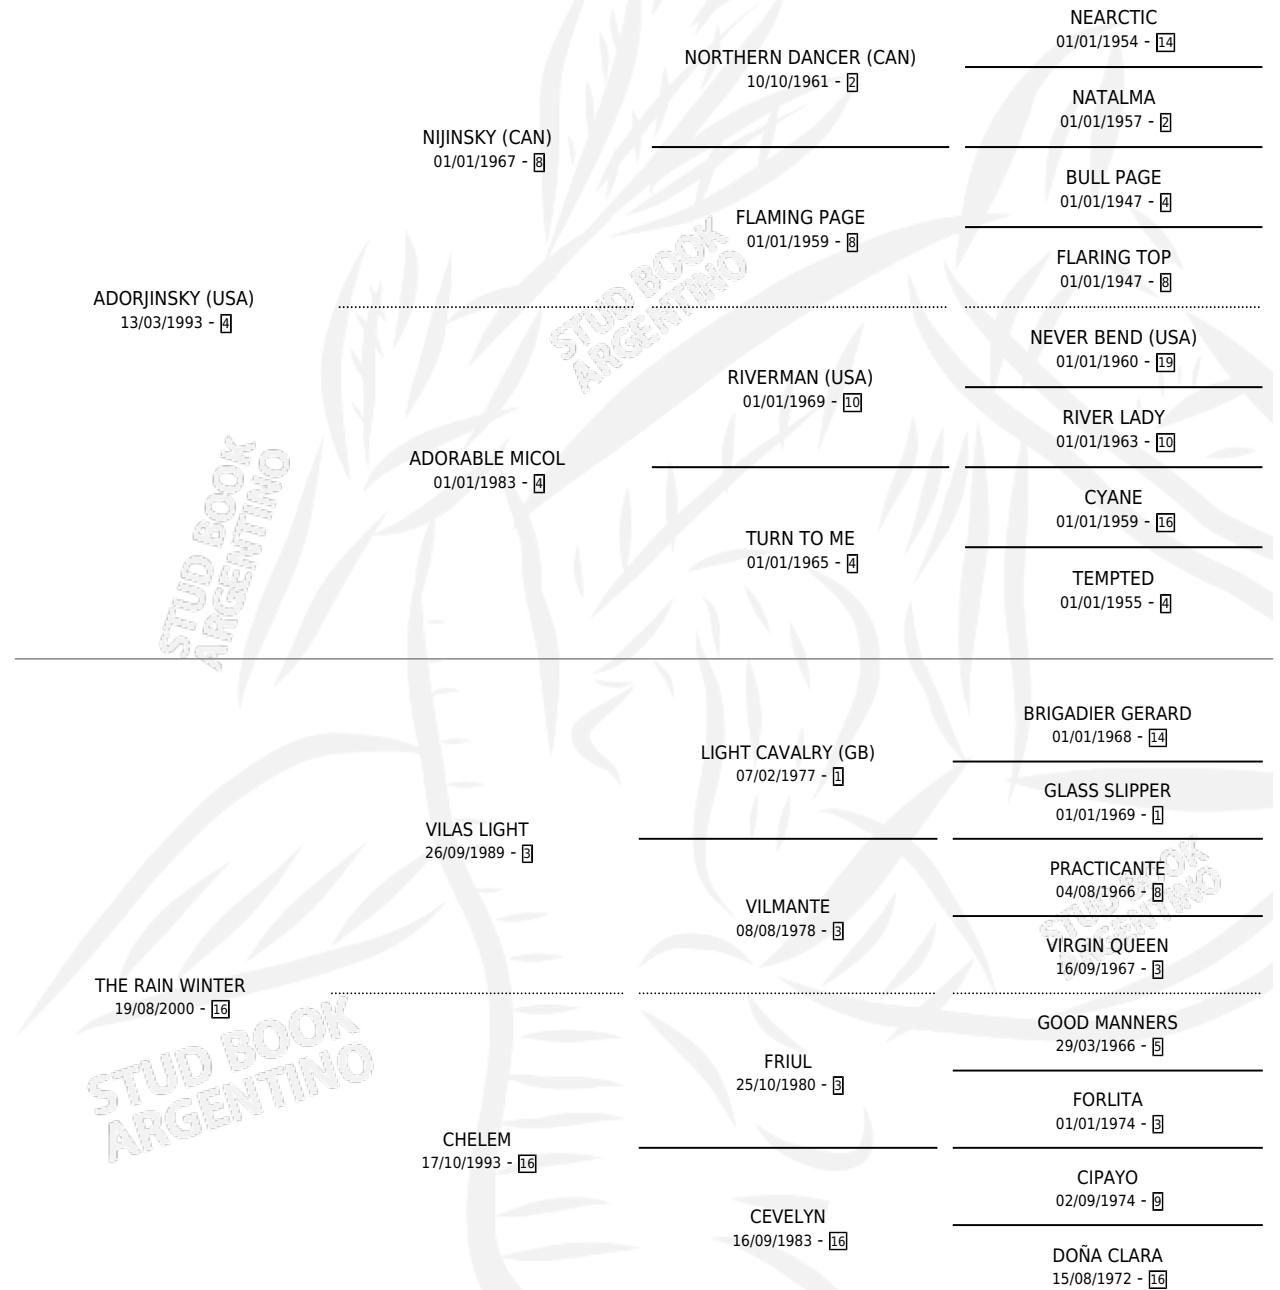 NEARCTIC
01/01/1954 - 14
NORTHERN DANCER (CAN)
10/10/1961 - 2
NATALMA
01/01/1957 - 2
NIJINSKY (CAN)
01/01/1967 - 8
BULL PAGE
01/01/1947 - 4
FLAMING PAGE
01/01/1959 - 8
FLARING TOP
01/01/1947 - 8
ADORJINSKY (USA)
13/03/1993 - 4
STUD BOOK
ARGENTINO
NEVER BEND (USA)
01/01/1960 - 19
RIVERMAN (USA)
01/01/1969 - 10
RIVER LADY
01/01/1963 - 10
ADORABLE MICOL
01/01/1983 - 4
CYANE
01/01/1959 - 16
TURN TO ME
01/01/1965 - 4
TEMPTED
01/01/1955 - 4
STUD BOOK
ARGENTINO
BRIGADIER GERARD
01/01/1968 - 14
LIGHT CAVALRY (GB)
07/02/1977 - 1
GLASS SLIPPER
01/01/1969 - 1
VILAS LIGHT
26/09/1989 - 3
PRACTICANTE
04/08/1966 - 8
VILMANTE
08/08/1978 - 3
VIRGIN QUEEN
16/09/1967 - 3
STUD BOOK
ARGENTINO
THE RAIN WINTER
19/08/2000 - 16
GOOD MANNERS
29/03/1966 - 5
FRIUL
25/10/1980 - 3
FORLITA
01/01/1974 - 3
STUD BOOK
ARGENTINO
CHELEM
17/10/1993 - 16
CIPAYO
02/09/1974 - 9
CEVELYN
16/09/1983 - 16
DOÑA CLARA
15/08/1972 - 16